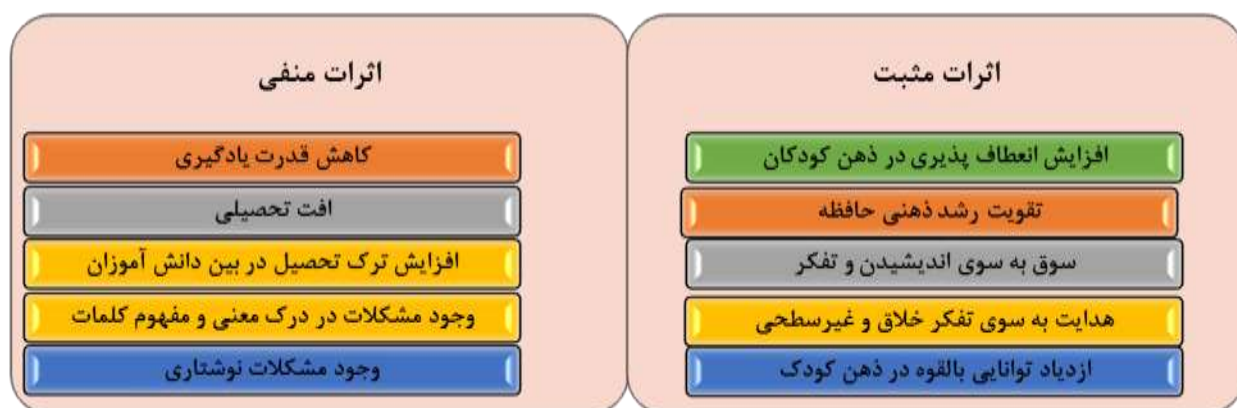 اثرات مثبت
افزایش انعطاف پذیری در ذهن کودکان
تقویت رشد ذهنی حافظه
سوق به سوی اندیشیدن و تفکر
هدایت به سوی تفکر خلاق و غیرسطحی
ازدیاد توانایی بالقوه در ذهن کودک
اثرات منفی
کاهش قدرت یادگیری
افت تحصیلی
افزایش ترک تحصیل در بین دانش آموزان
وجود مشکلات در درک معنی و مفهوم کلمات
وجود مشکلات نوشتاری